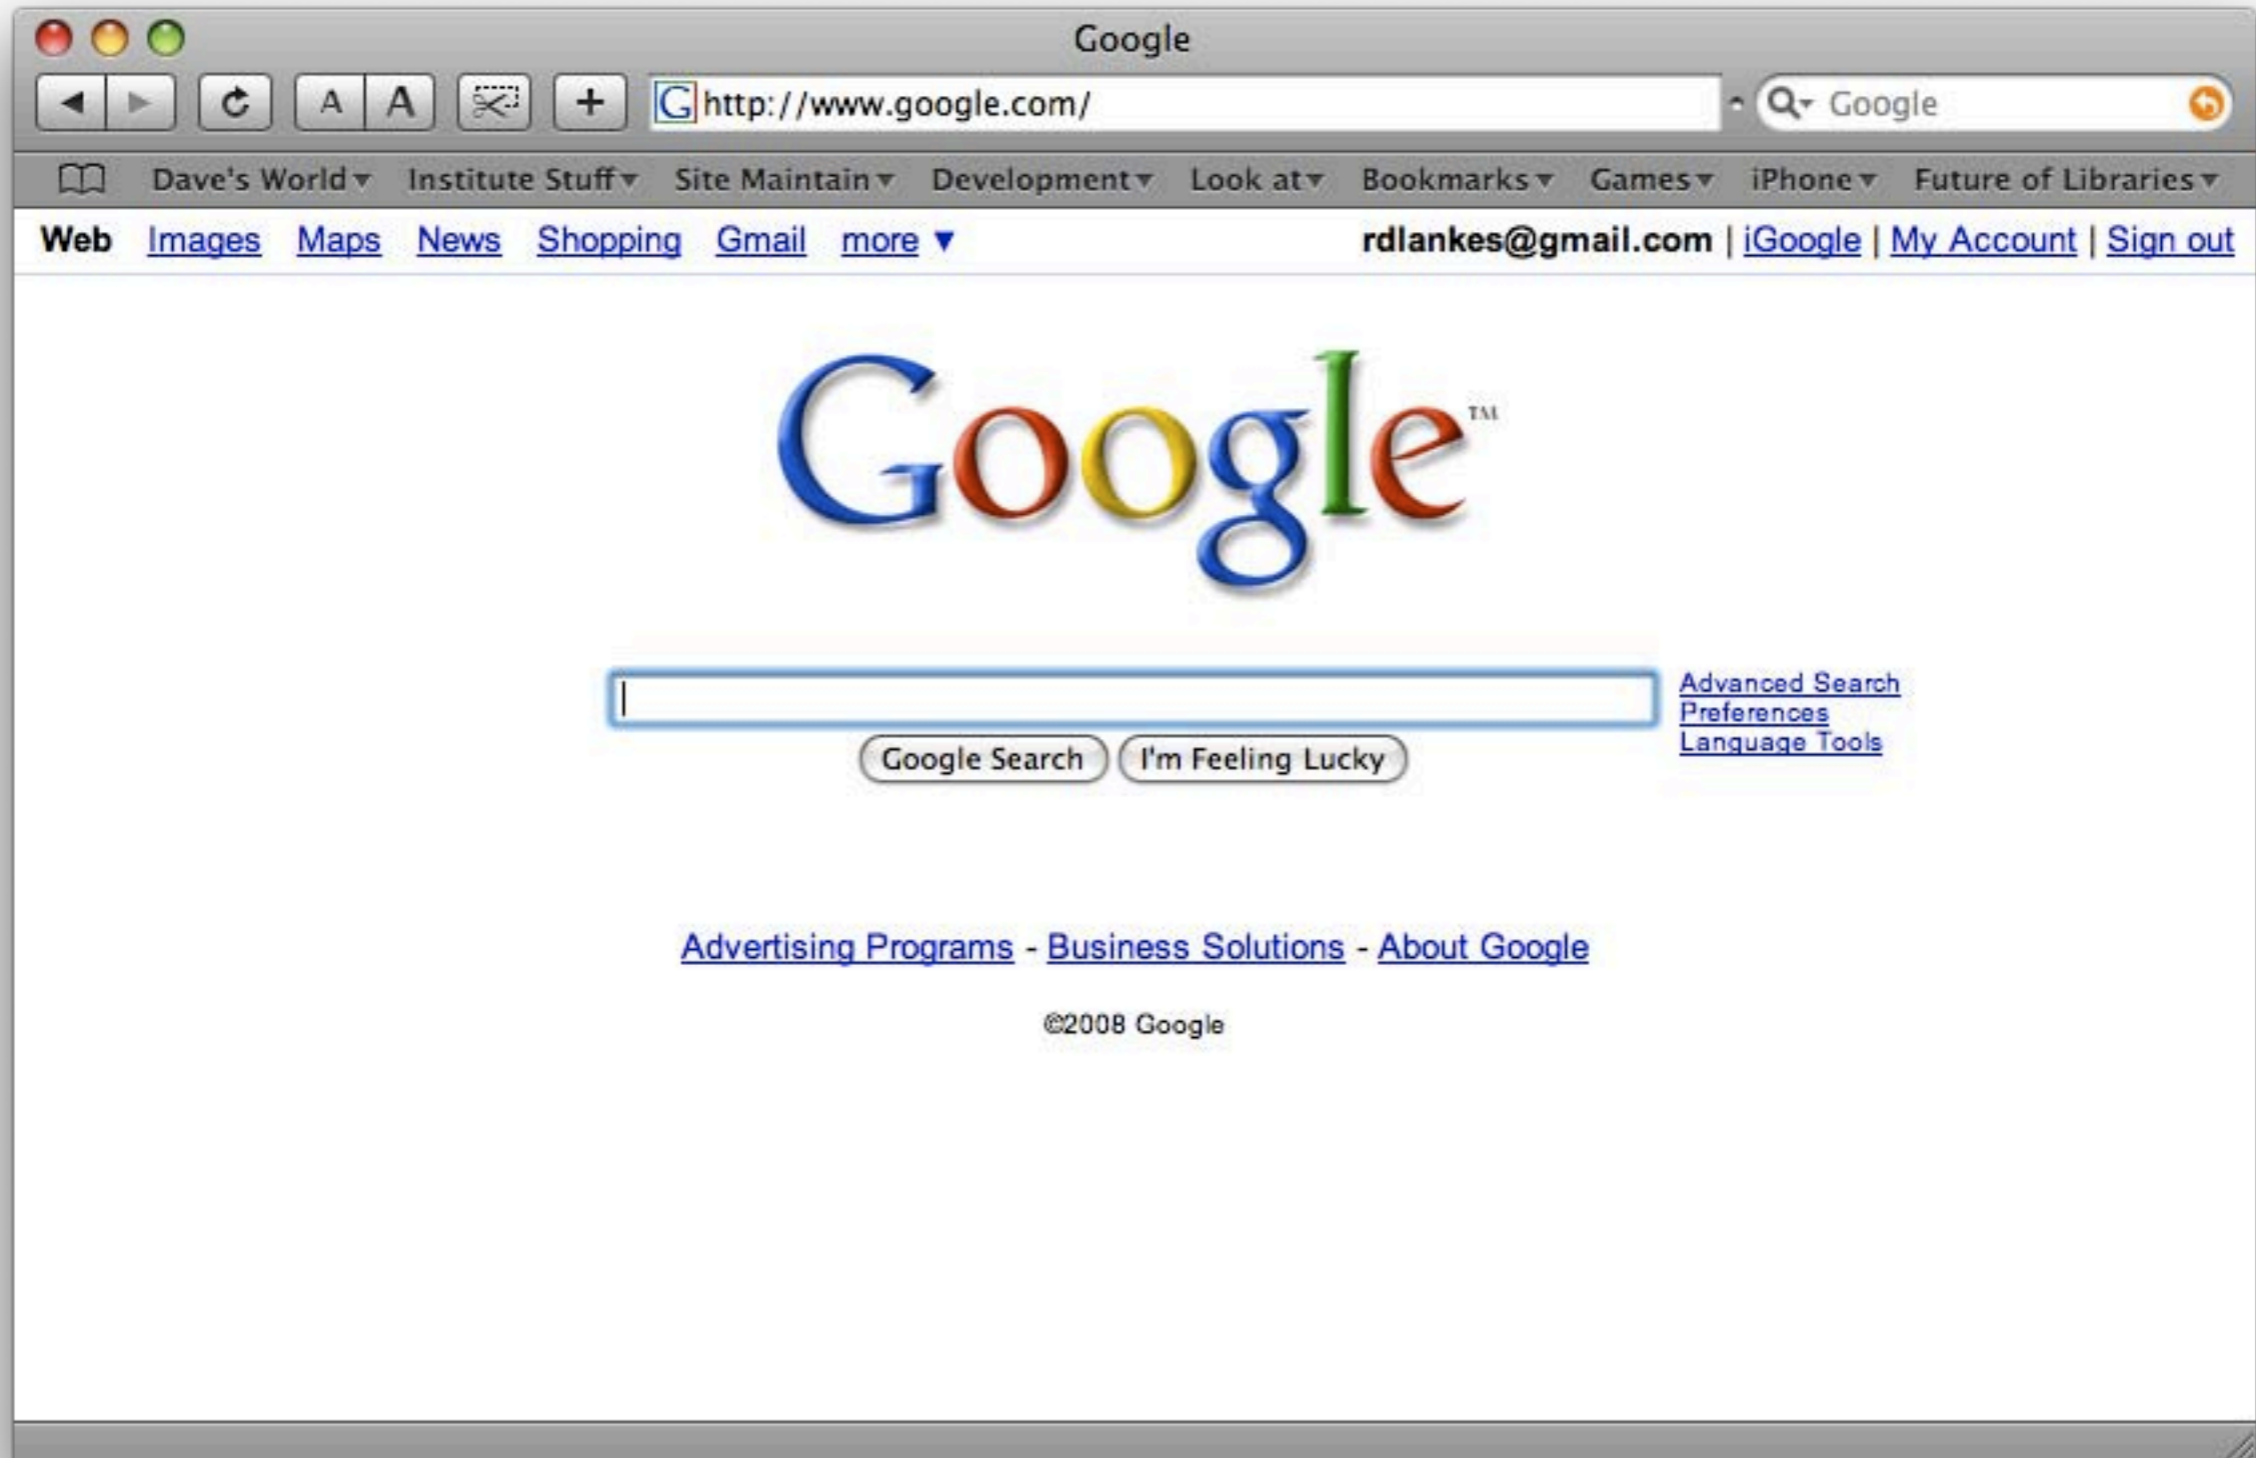 Google
A A + G http://www.google.com/ Google
Dave's World Institute Stuff Site Maintain Development Look at Bookmarks Games iPhone Future of Libraries
Web Images Maps News Shopping Gmail more rdlankes@gmail.com | iGoogle | My Account | Sign out
Google™
Advanced Search
Preferences
Language Tools
Google Search I'm Feeling Lucky
Advertising Programs - Business Solutions - About Google
©2008 Google